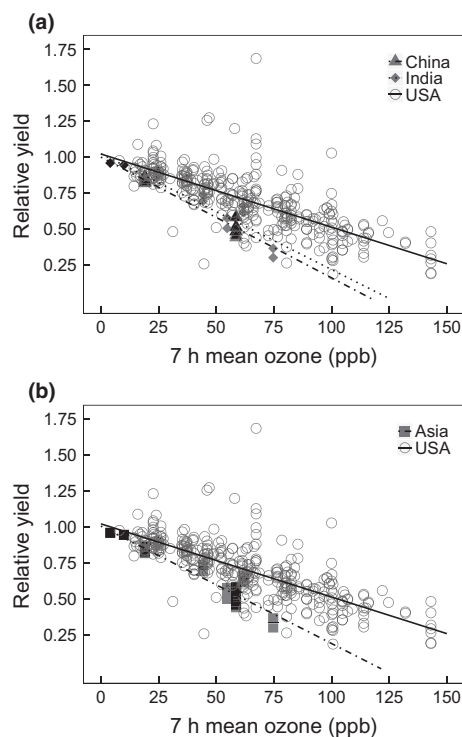 (a)
1.75
1.50
1.25
1.00
0.75
0.50
0.25
Relative yield
China
India
USA
0 25 50 75 100 125 150
7 h mean ozone (ppb)
(b)
1.75
1.50
1.25
1.00
0.75
0.50
0.25
Relative yield
Asia
USA
0 25 50 75 100 125 150
7 h mean ozone (ppb)